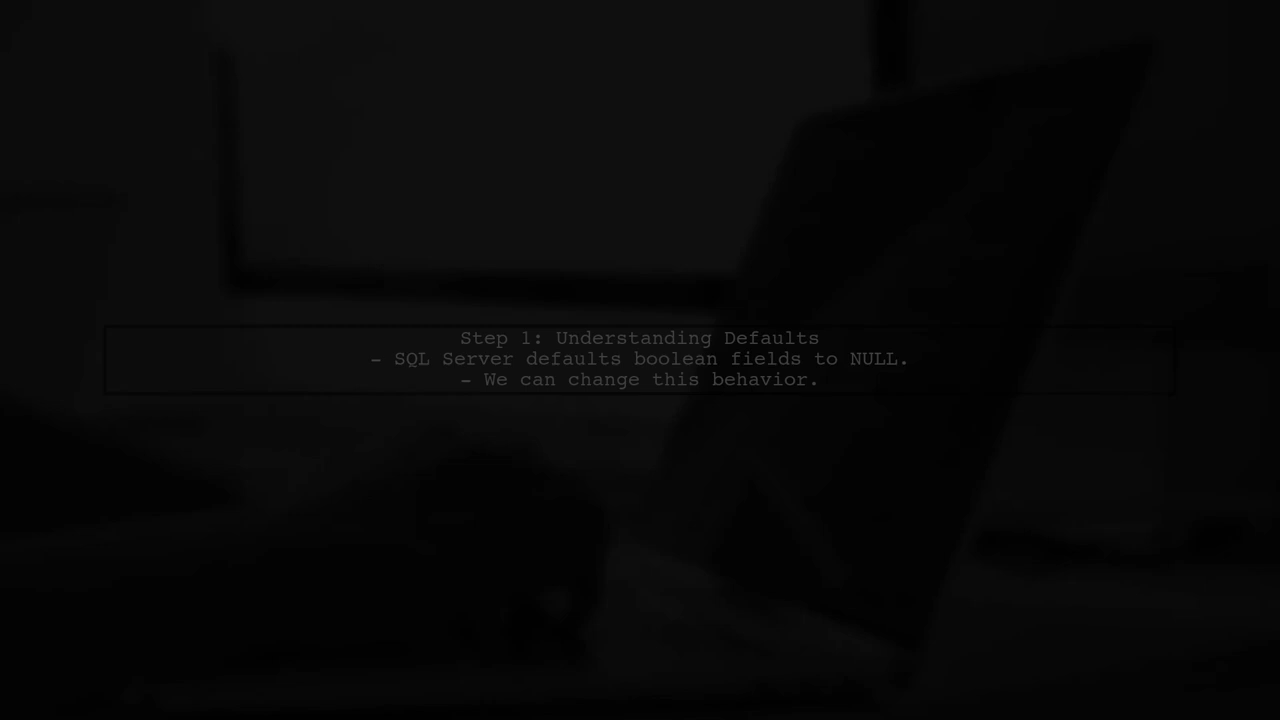 Step 1: Understanding Defaults
- SQL Server defaults boolean fields to NULL.
- We can change this behavior.